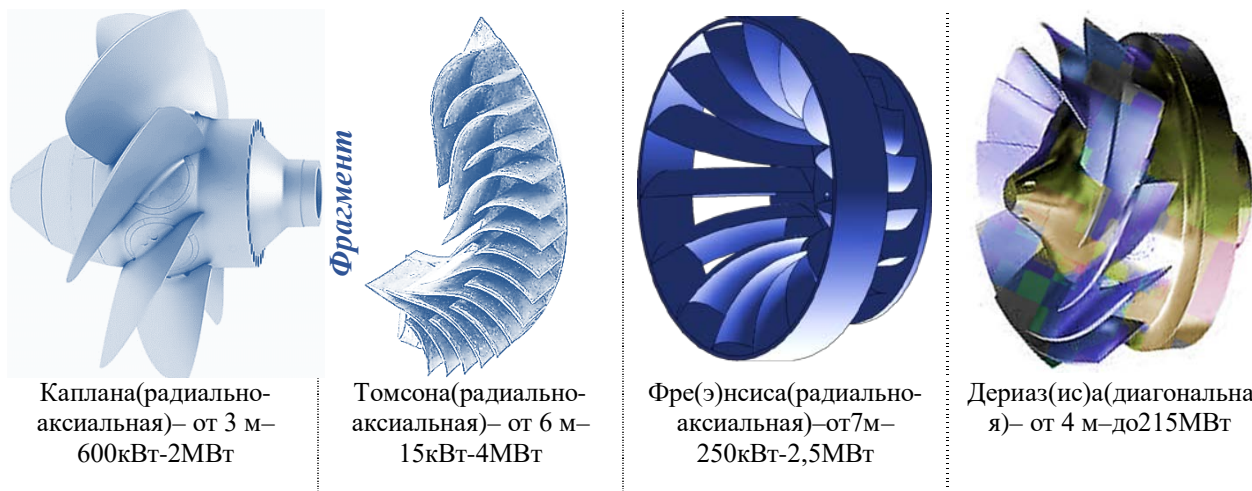 Фрагмент
Каплана(радиально-
аксиальная)– от 3 м–
600кВт-2МВт
Томсона(радиально-
аксиальная)– от 6 м–
15кВт-4МВт
Фре(э)нсиса(радиально-
аксиальная)–от7м–
250кВт-2,5МВт
Дериаз(ис)а(диагональна
я)– от 4 м–до215МВт